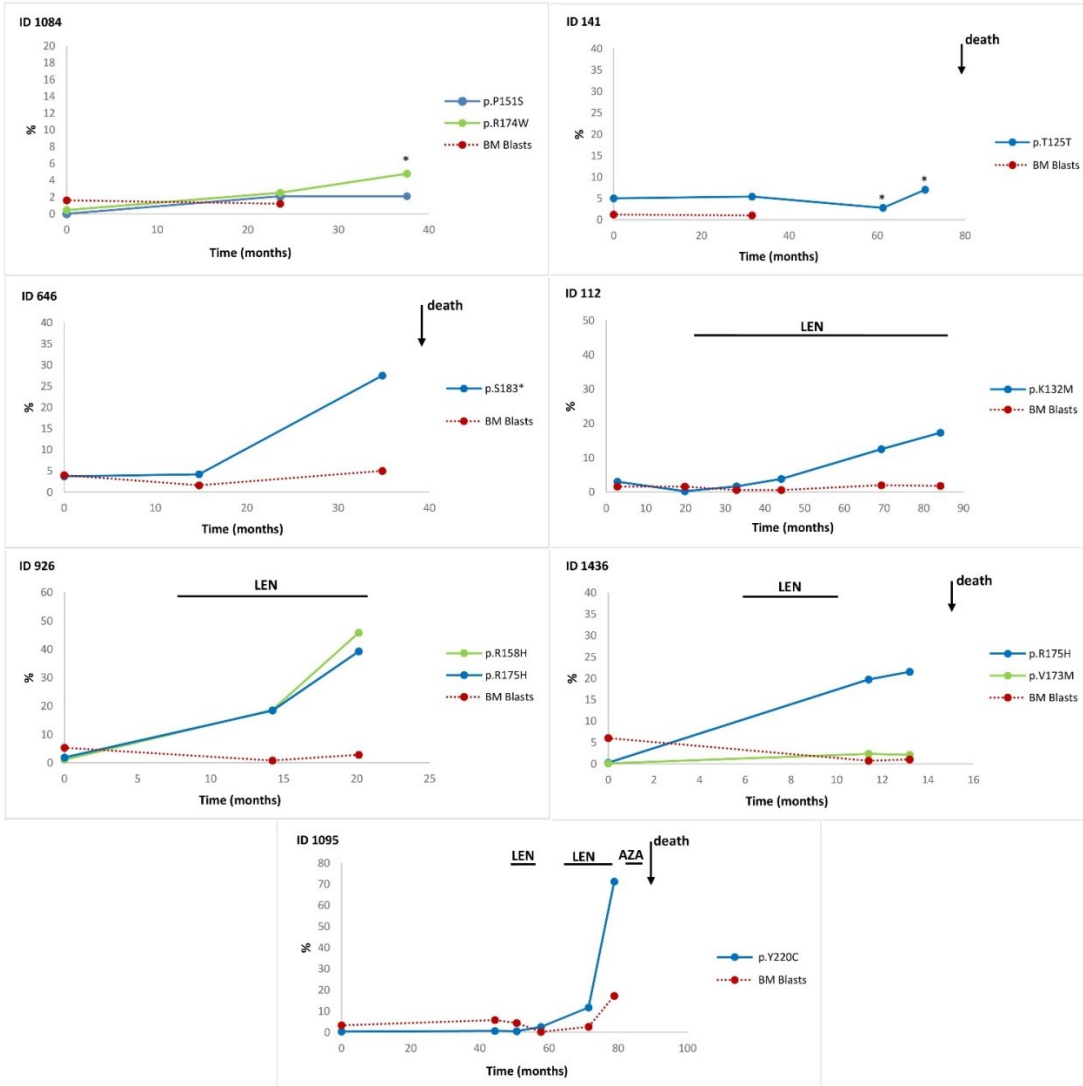 ID 1084
20
18
16
14
12
10
8
6
4
2
0
%
*
0 10 20 30 40
Time (months)
p.P151S
p.R174W
BM Blasts
ID 141
death
40
35
30
25
20
15
10
5
0
%
* *
0 20 40 60 80
Time (months)
p.T125T
BM Blasts
ID 646
death
40
35
30
25
20
15
10
5
0
%
0 10 20 30 40
Time (months)
p.S183*
BM Blasts
ID 112
LEN
50
40
30
20
10
0
%
0 10 20 30 40 50 60 70 80 90
Time (months)
p.K132M
BM Blasts
ID 926
LEN
60
50
40
30
20
10
0
%
0 5 10 15 20 25
Time (months)
p.R158H
p.R175H
BM Blasts
ID 1436
LEN
death
40
35
30
25
20
15
10
5
0
%
0 2 4 6 8 10 12 14 16
Time (months)
p.R175H
p.V173M
BM Blasts
ID 1095
LEN LEN AZA death
80
70
60
50
40
30
20
10
0
%
0 20 40 60 80 100
Time (months)
p.Y220C
BM Blasts